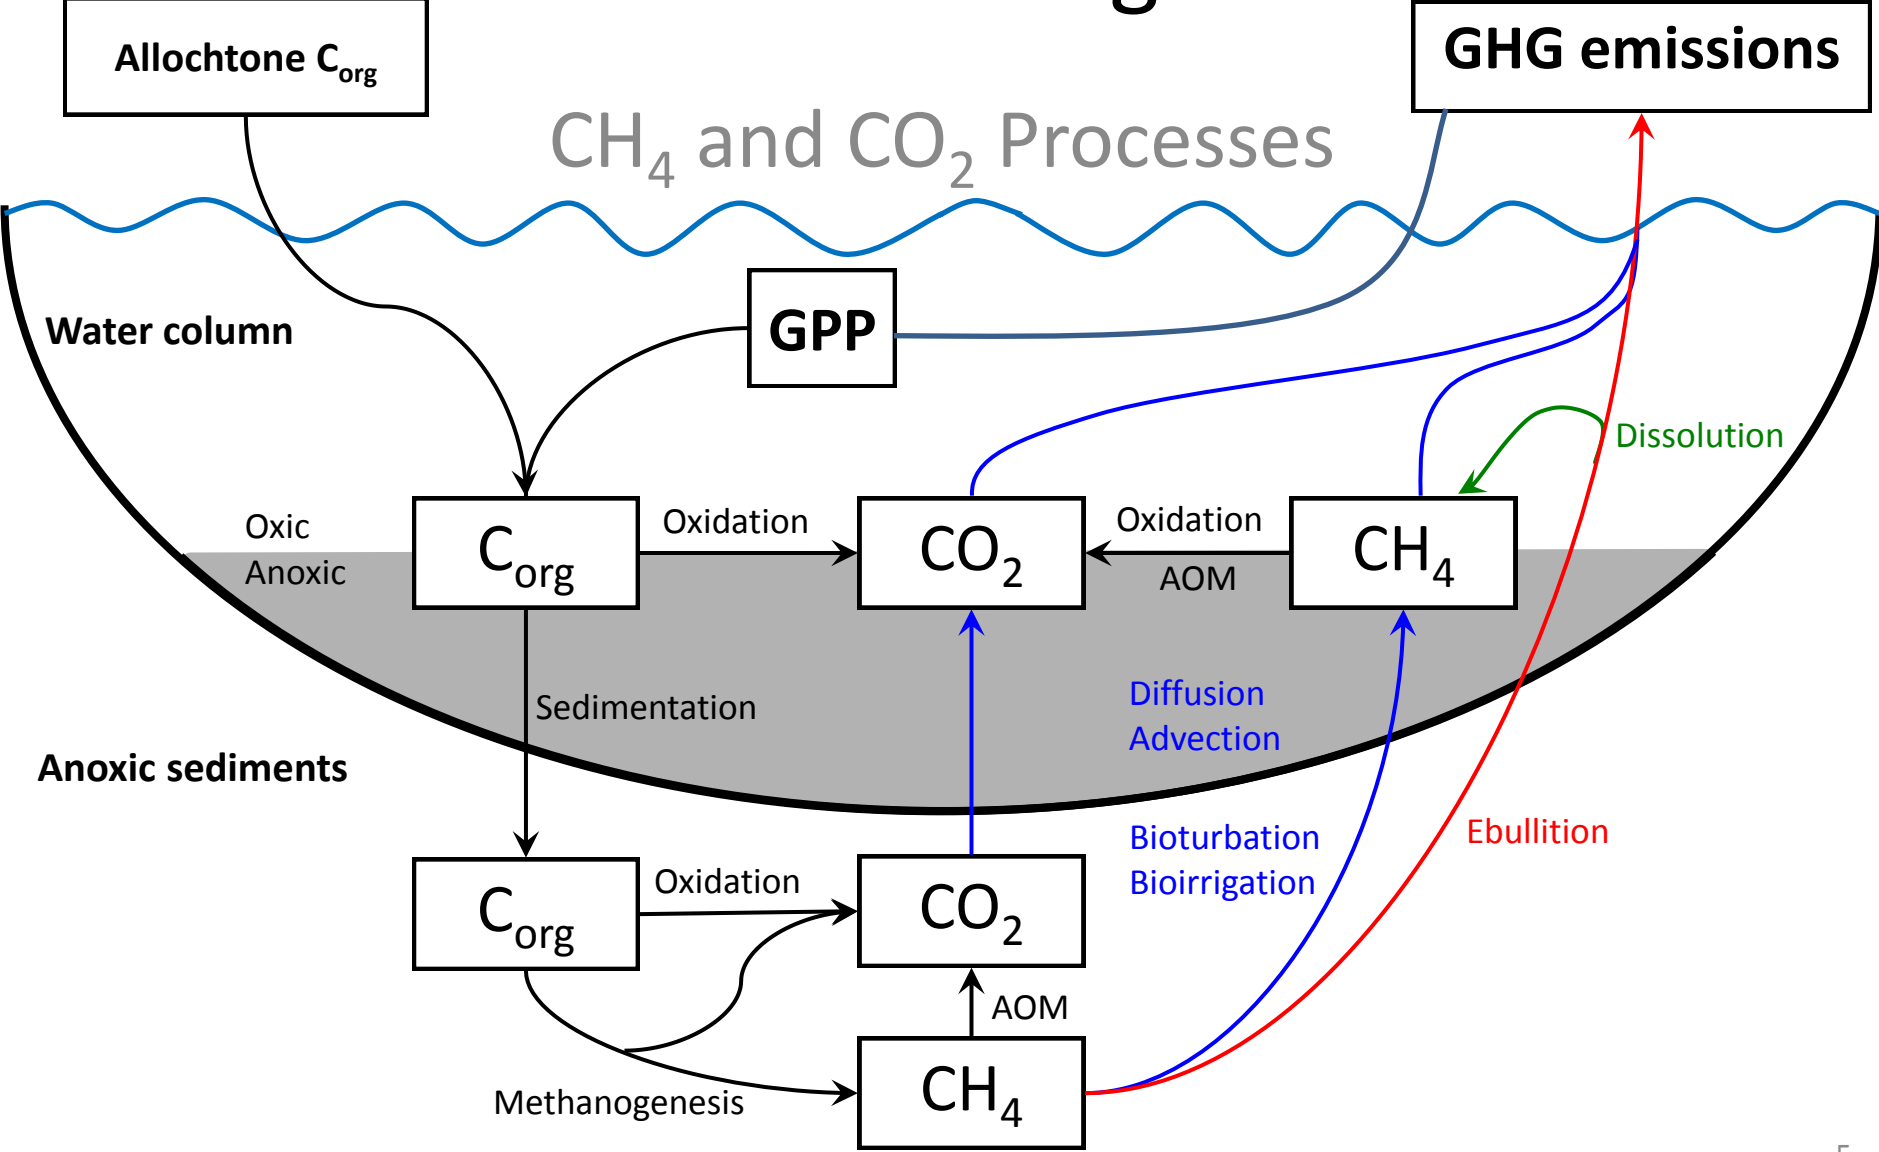 g
Allochtone Corg
GHG emissions
CH4 and CO2 Processes
Water column
GPP
Dissolution
Oxic
Anoxic
Corg
Oxidation
CO2
Oxidation
AOM
CH4
Sedimentation
Diffusion
Advection
Anoxic sediments
Bioturbation
Bioirrigation
Ebullition
Corg
Oxidation
CO2
AOM
Methanogenesis
CH4
5